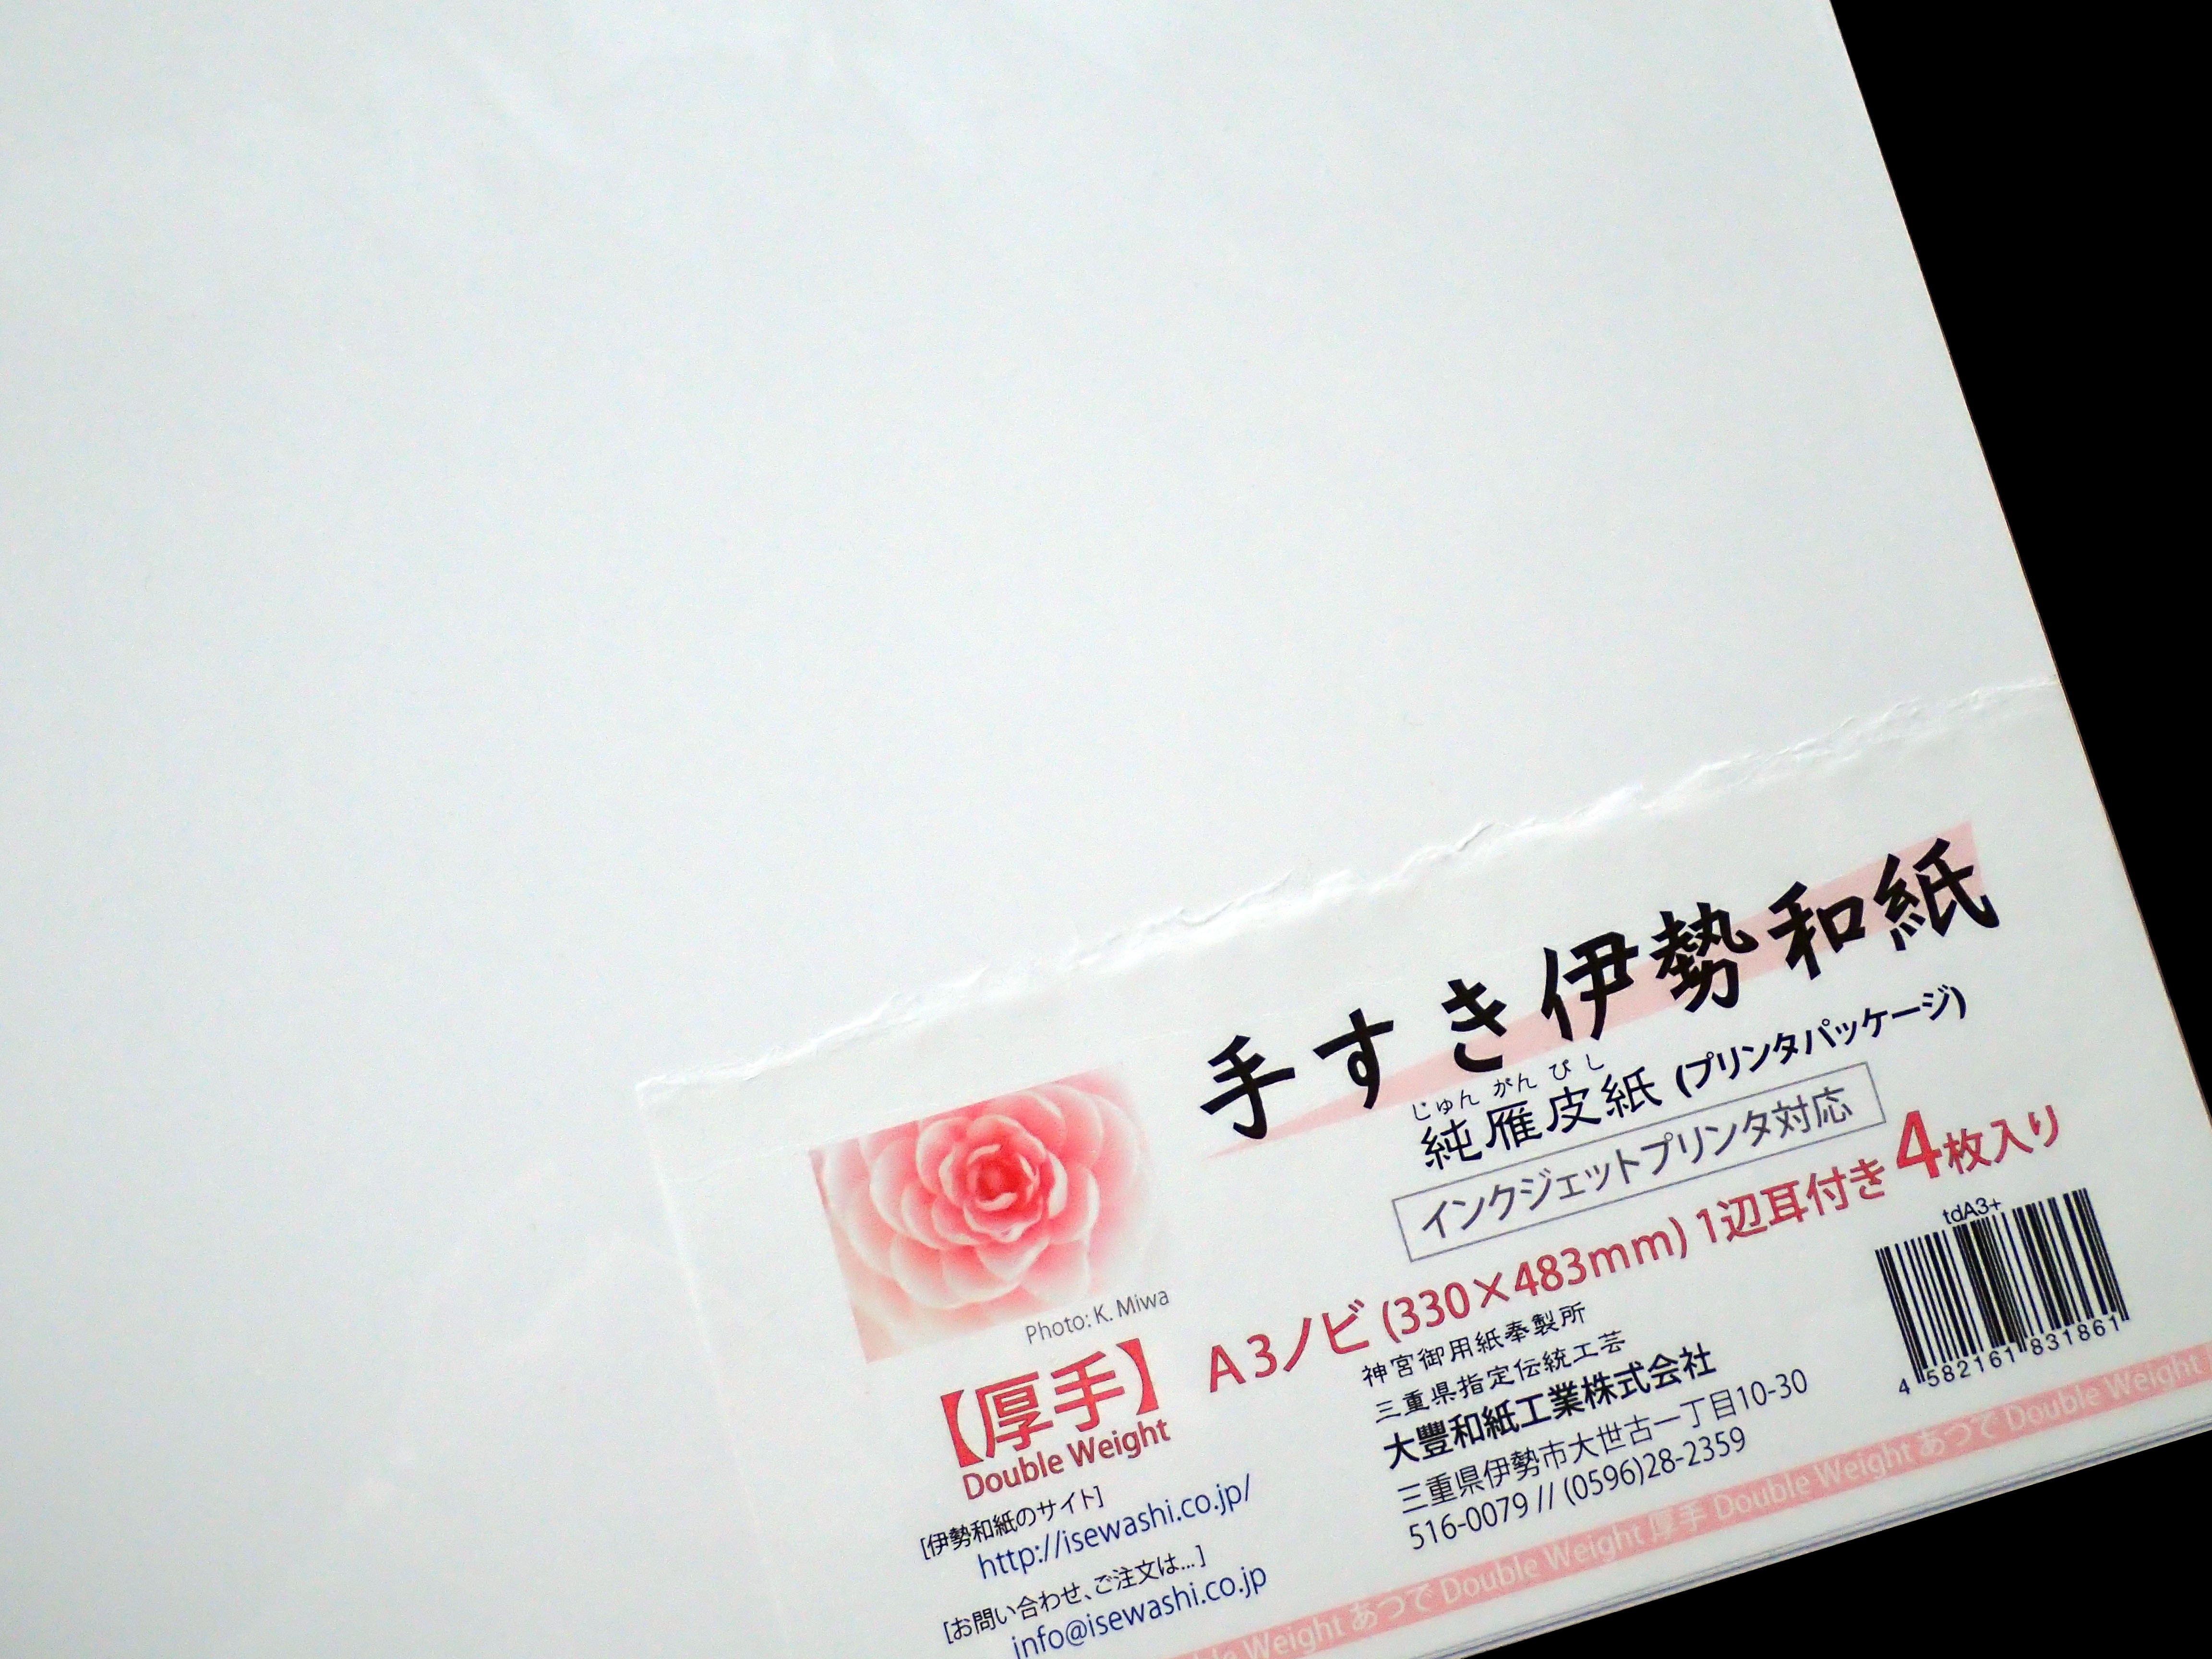 手すき伊勢和紙
じゅん がん び し
純雁皮紙 (プリンタパッケージ)
インクジェットプリンタ対応
A3ノビ (330×483mm) 1辺耳付き 4枚入り
Photo: K. Miwa
【厚手】
Double Weight
[伊勢和紙のサイト]
http://isewashi.co.jp/
[お問い合わせ、ご注文は...]
info@isewashi.co.jp
神宮御用紙奉製所
三重県指定伝統工芸
大豐和紙工業株式会社
三重県伊勢市大世古一丁目10-30
516-0079 // (0596)28-2359
tdA3+
4 582161 831861
Weight あつで Double Weight 厚手 Double Weight あつで Double Weight